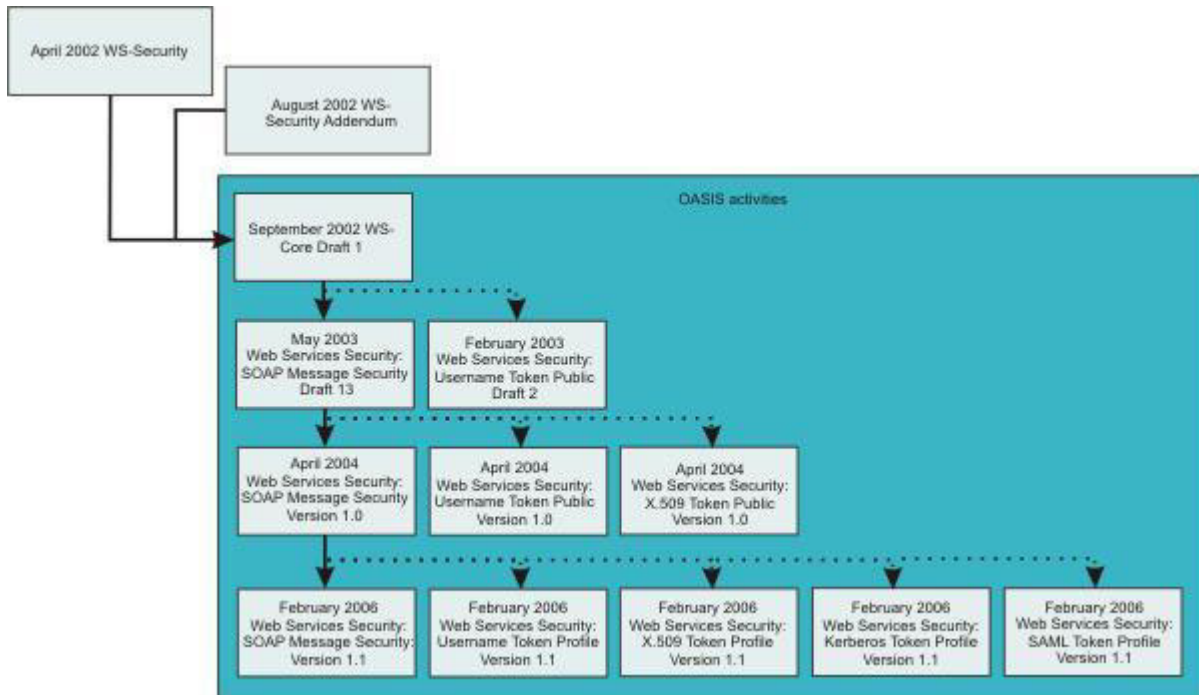 April 2002 WS-Security
August 2002 WS-
Security Addendum
OASIS activities
September 2002 WS-
Core Draft 1
May 2003
Web Services Security:
SOAP Message Security
Draft 13
February 2003
Web Services Security:
Username Token Public
Draft 2
April 2004
Web Services Security:
SOAP Message Security
Version 1.0
April 2004
Web Services Security:
Username Token Public
Version 1.0
April 2004
Web Services Security:
X.509 Token Public
Version 1.0
February 2006
Web Services Security:
SOAP Message Security:
Version 1.1
February 2006
Web Services Security:
Username Token Profile
Version 1.1
February 2006
Web Services Security:
X.509 Token Profile
Version 1.1
February 2006
Web Services Security:
Kerberos Token Profile
Version 1.1
February 2006
Web Services Security:
SAML Token Profile
Version 1.1